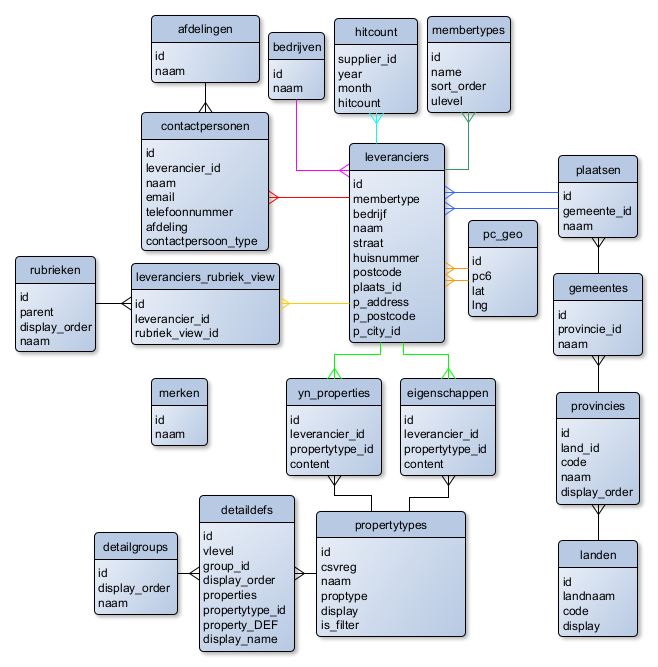 afdelingen
id
naam
bedrijven
id
naam
hitcount
supplier_id
year
month
hitcount
membertypes
id
name
sort_order
ulevel
contactpersonen
id
leverancier_id
naam
email
telefoonnummer
afdeling
contactpersoon_type
leveranciers
id
membertype
bedrijf
naam
straat
huisnummer
postcode
plaats_id
p_address
p_postcode
p_city_id
plaatsen
id
gemeente_id
naam
pc_geo
id
pc6
lat
lng
rubrieken
id
parent
display_order
naam
leveranciers_rubriek_view
id
leverancier_id
rubriek_view_id
gemeentes
id
provincie_id
naam
merken
id
naam
yn_properties
id
leverancier_id
propertytype_id
content
eigenschappen
id
leverancier_id
propertytype_id
content
provincies
id
land_id
code
naam
display_order
detailgroups
id
display_order
naam
detaildefs
id
vlevel
group_id
display_order
properties
propertytype_id
property_DEF
display_name
propertytypes
id
csvreg
naam
proptype
display
is_filter
landen
id
landnaam
code
display